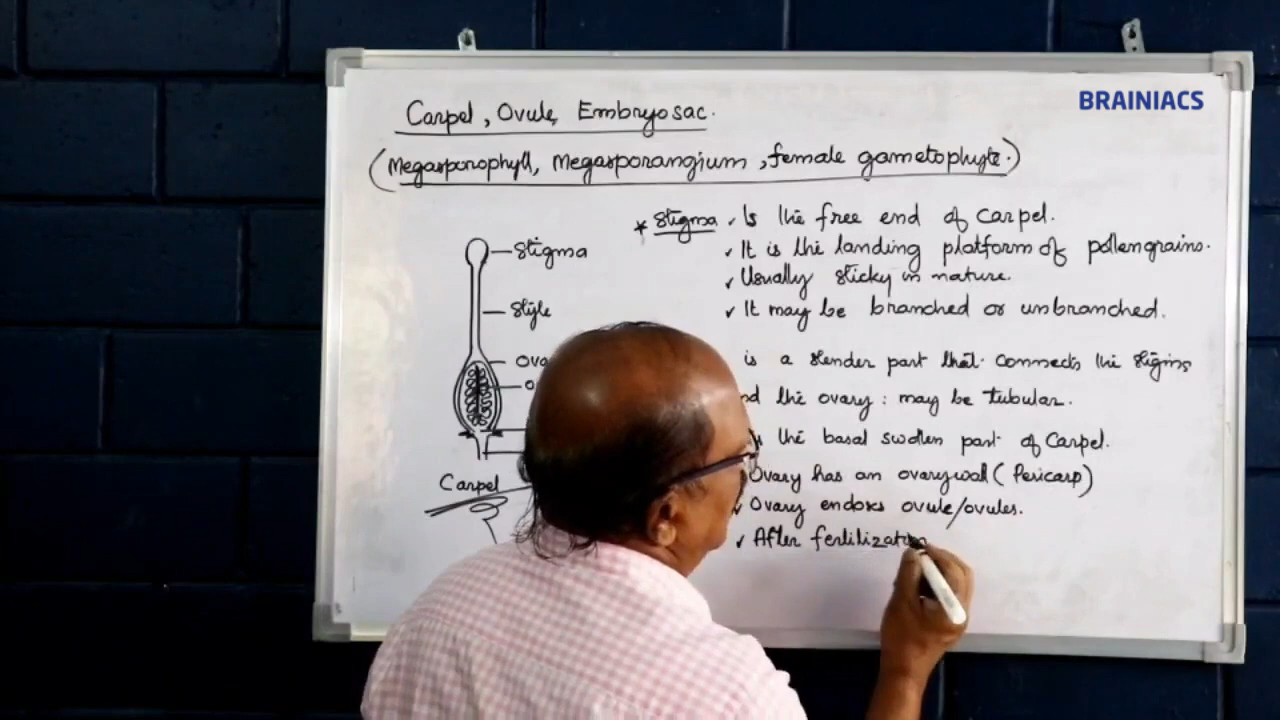 BRAINIACS
Carpel, Ovule, Embryosac.
(Megasporophyll, Megasporangium, female gametophyte.)
* Stigma ✓ Is the free end of carpel.
✓ It is the landing platform of pollengrains.
✓ Usually sticky in nature.
✓ It may be branched or unbranched.
is a slender part that connects the stigma
the ovary : may be tubular.
the basal swollen part of Carpel.
Ovary has an ovarywall (Pericarp)
✓ Ovary encloses ovule/ovules.
✓ After fertilization
Stigma
Style
Carpel